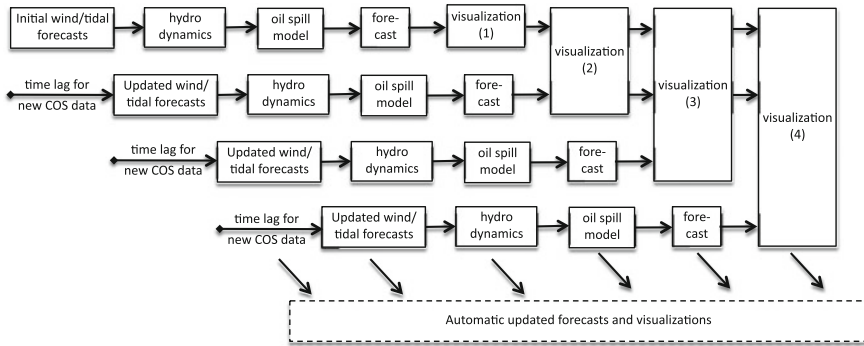 Initial wind/tidal
forecasts
hydro
dynamics
oil spill
model
fore-
cast
visualization
(1)
visualization
(2)
visualization
(3)
visualization
(4)
time lag for
new COS data
Updated wind/
tidal forecasts
hydro
dynamics
oil spill
model
fore-
cast
time lag for
new COS data
Updated wind/
tidal forecasts
hydro
dynamics
oil spill
model
fore-
cast
time lag for
new COS data
Updated wind/
tidal forecasts
hydro
dynamics
oil spill
model
fore-
cast
Automatic updated forecasts and visualizations